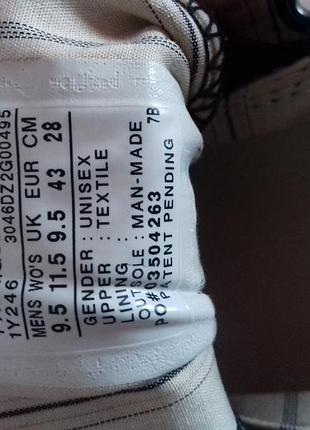 1Y246 3046DZ2G00495
MENS WO'S UK EUR CM
9.5 11.5 9.5 43 28
GENDER : UNISEX
UPPER : TEXTILE
LINING :
OUTSOLE : MAN-MADE
PO#03504263 7B
PATENT PENDING